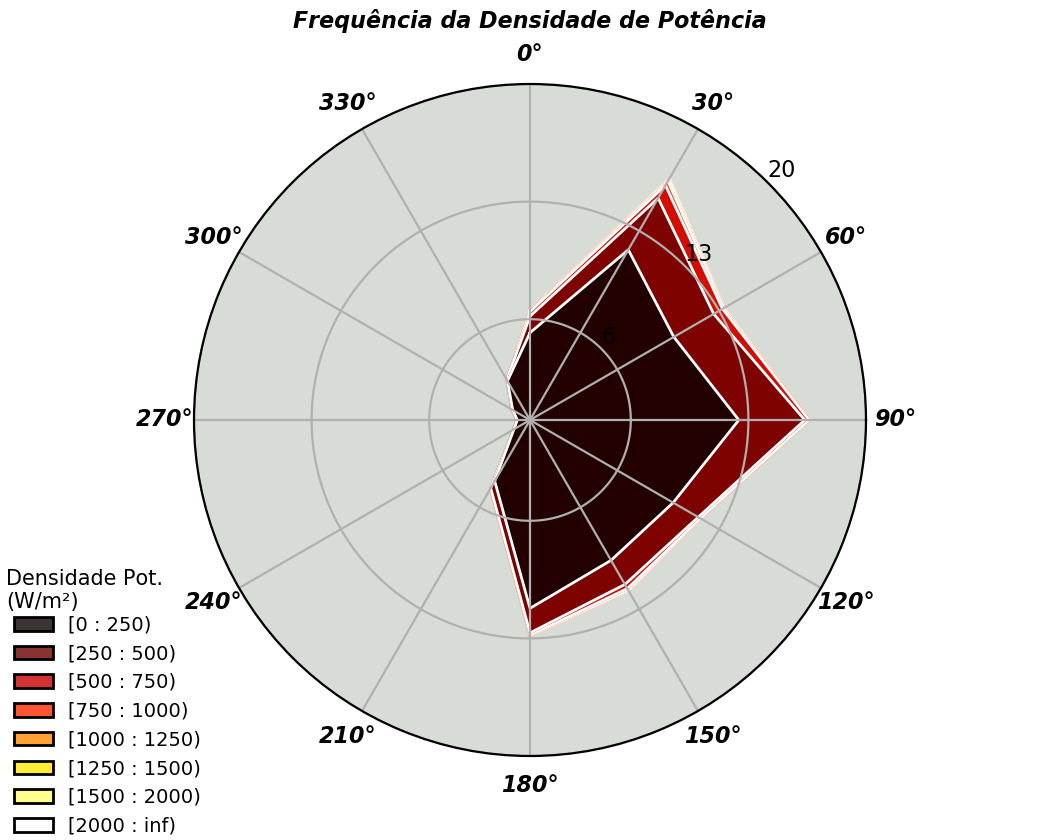 Frequência da Densidade de Potência
0°
330°
30°
20
300°
60°
13
6
270°
90°
Densidade Pot.
(W/m²)
240°
120°
[0 : 250)
[250 : 500)
[500 : 750)
[750 : 1000)
[1000 : 1250)
[1250 : 1500)
[1500 : 2000)
[2000 : inf)
210°
150°
180°